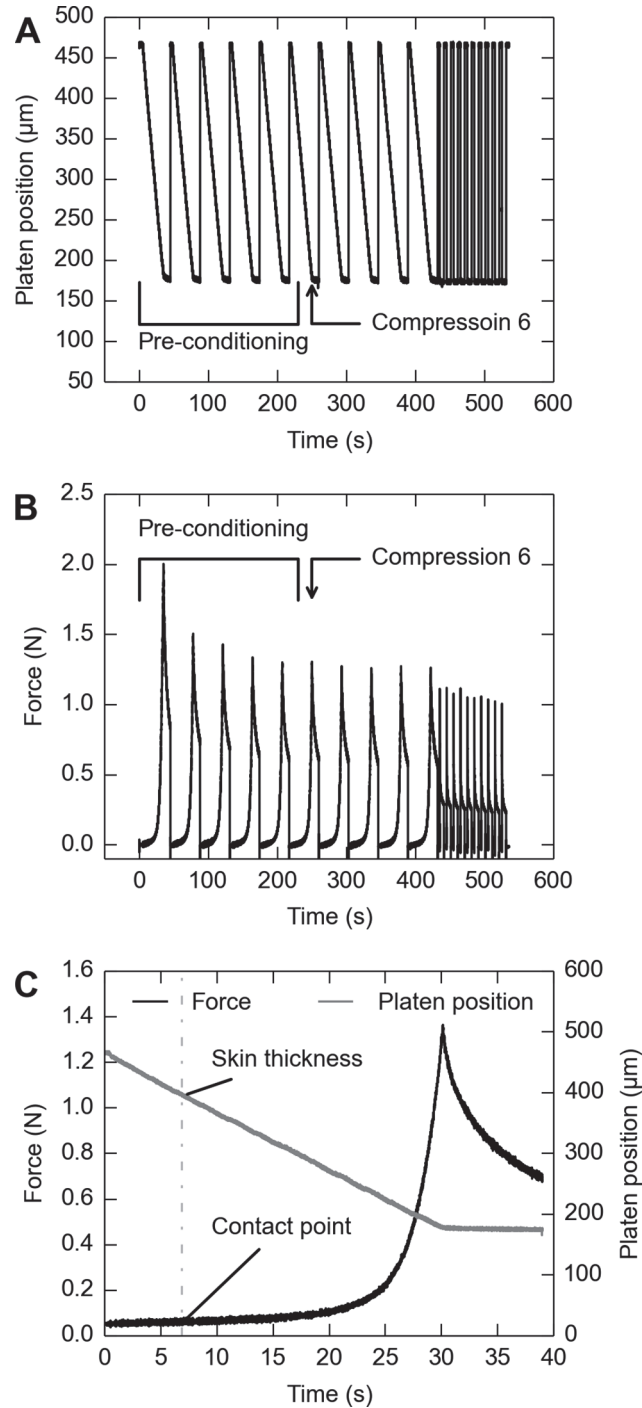 A
500
450
400
350
300
250
200
150
100
50
Platen position (µm)
Pre-conditioning
Compressoin 6
0 100 200 300 400 500 600
Time (s)
B
2.5
2.0
1.5
1.0
0.5
0.0
Force (N)
Pre-conditioning
Compression 6
0 100 200 300 400 500 600
Time (s)
C
1.6
1.4
1.2
1.0
0.8
0.6
0.4
0.2
0.0
Force (N)
Force Platen position
Skin thickness
Contact point
600
500
400
300
200
100
0
Platen position (µm)
0 5 10 15 20 25 30 35 40
Time (s)